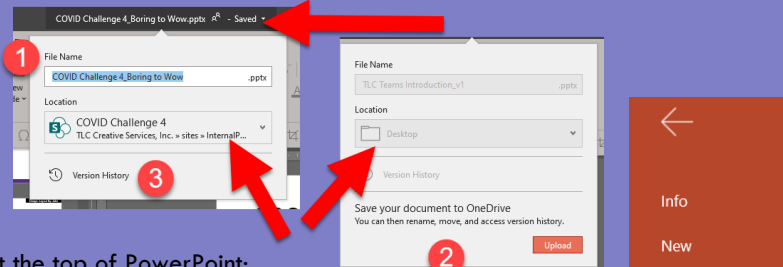 COVID Challenge 4_Boring to Wow.pptx - Saved
1
File Name
COVID Challenge 4_Boring to Wow .pptx
Location
COVID Challenge 4
TLC Creative Services, Inc. » sites » InternalP...
Version History
3
File Name
TLC Teams Introduction_v1 .pptx
Location
Desktop
Version History
Save your document to OneDrive
You can then rename, move, and access version history.
Upload
2
Info
New
t the top of PowerPoint: